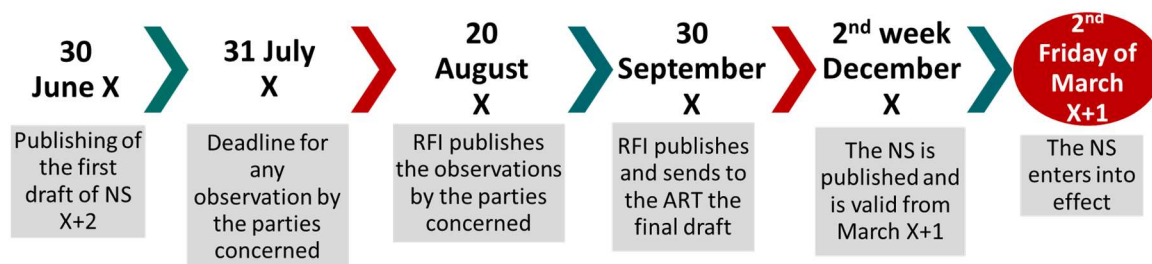 30
June X
Publishing of
the first
draft of NS
X+2
31 July
X
Deadline for
any
observation by
the parties
concerned
20
August
X
RFI publishes
the observations
by the parties
concerned
30
September
X
RFI publishes
and sends to
the ART the
final draft
2nd week
December
X
The NS is
published and
is valid from
March X+1
2nd
Friday of
March
X+1
The NS
enters into
effect